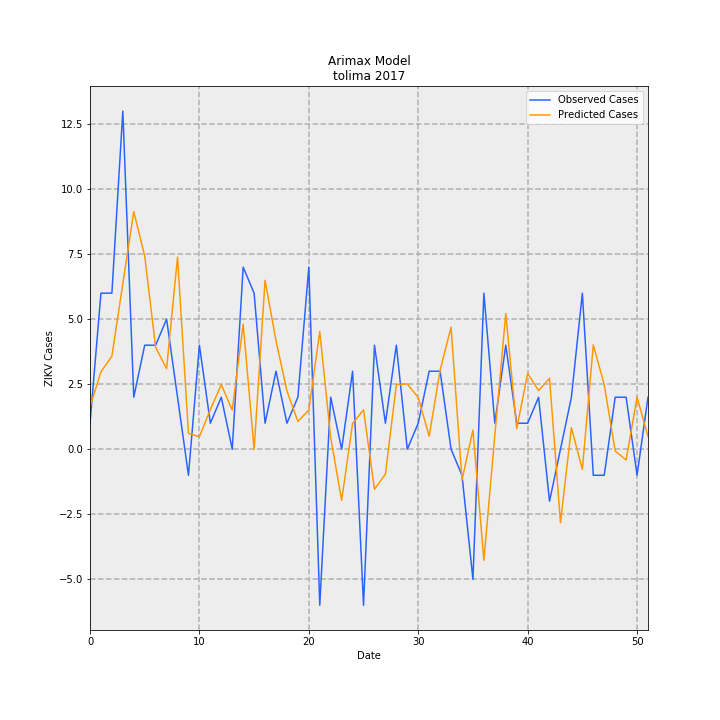 Arimax Model
tolima 2017
Observed Cases
Predicted Cases
12.5
10.0
7.5
5.0
2.5
0.0
−2.5
−5.0
ZIKV Cases
0 10 20 30 40 50
Date